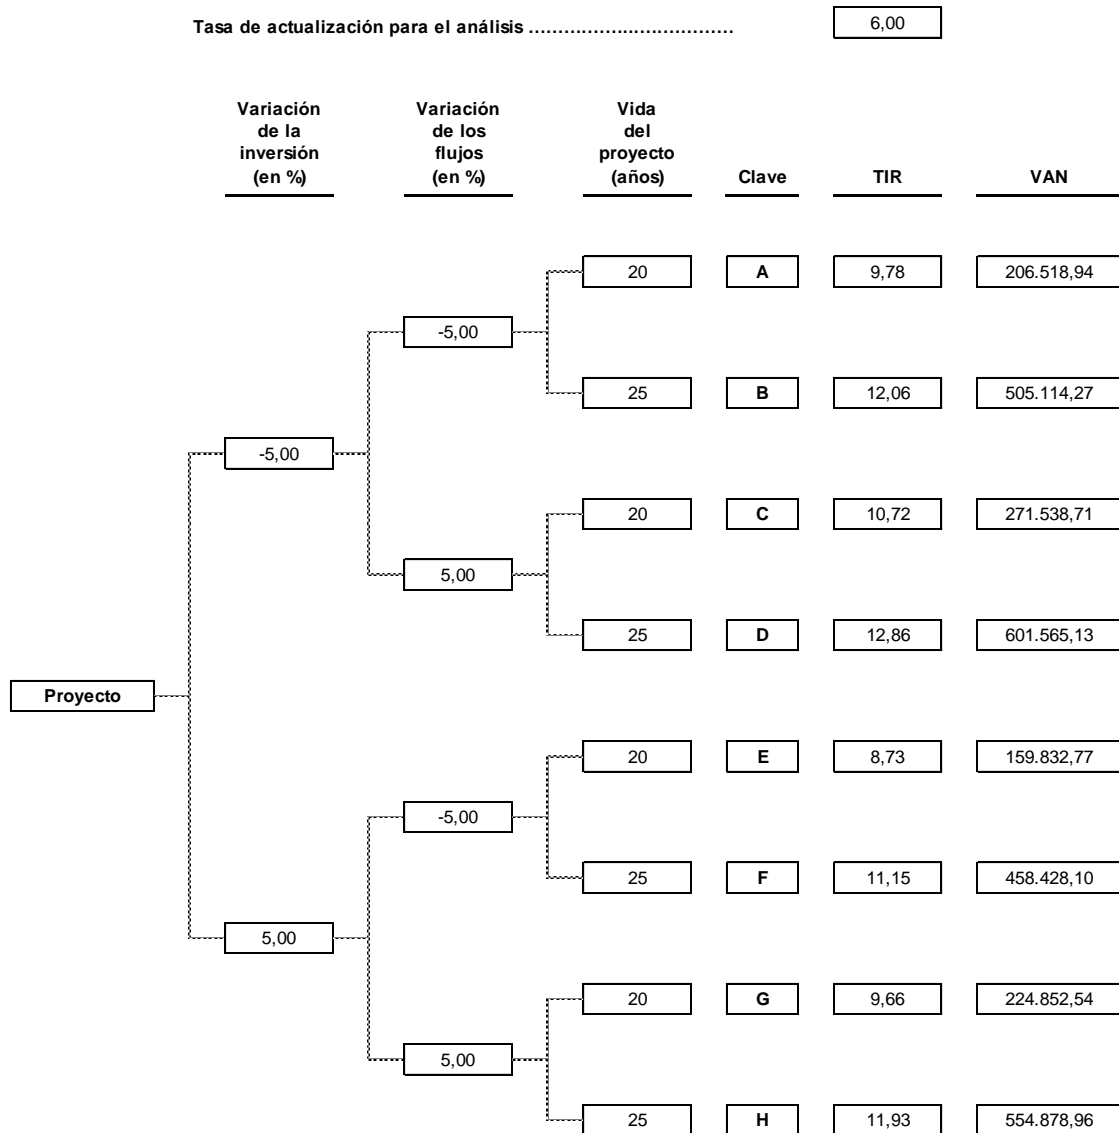 Tasa de actualización para el análisis .................................... 6,00
Variación de la inversión (en %) Variación de los flujos (en %) Vida del proyecto (años) Clave TIR VAN
20 A 9,78 206.518,94
-5,00
25 B 12,06 505.114,27
-5,00
20 C 10,72 271.538,71
5,00
25 D 12,86 601.565,13
Proyecto
20 E 8,73 159.832,77
-5,00
25 F 11,15 458.428,10
5,00
20 G 9,66 224.852,54
5,00
25 H 11,93 554.878,96